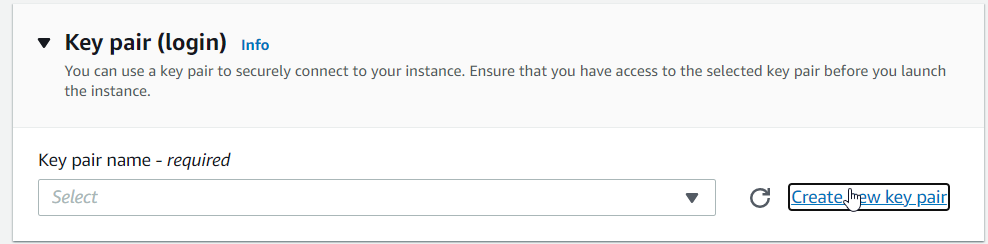 Key pair (login) Info
You can use a key pair to securely connect to your instance. Ensure that you have access to the selected key pair before you launch
the instance.
Key pair name - required
Select
Create new key pair